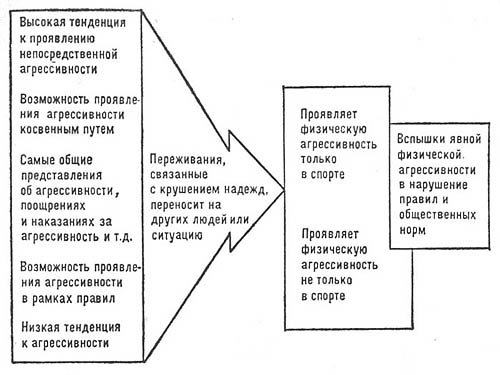 Высокая тенденция
к проявлению
непосредственной
агрессивности
Возможность проявле-
ния агрессивности
косвенным путем
Самые общие
представления
об агрессивности,
поощрениях
и наказаниях за
агрессивность и т.д.
Возможность проявле-
ния агрессивности
в рамках правил
Низкая тенденция
к агрессивности
Переживания,
связанные
с крушением надежд,
переносит на
других людей или
ситуацию
Проявляет
физическую
агрессивность
только
в спорте
Проявляет
физическую
агрессивность
не только
в спорте
Вспышки явной
физической.
агрессивности
в нарушение
правил и
общественных
норм